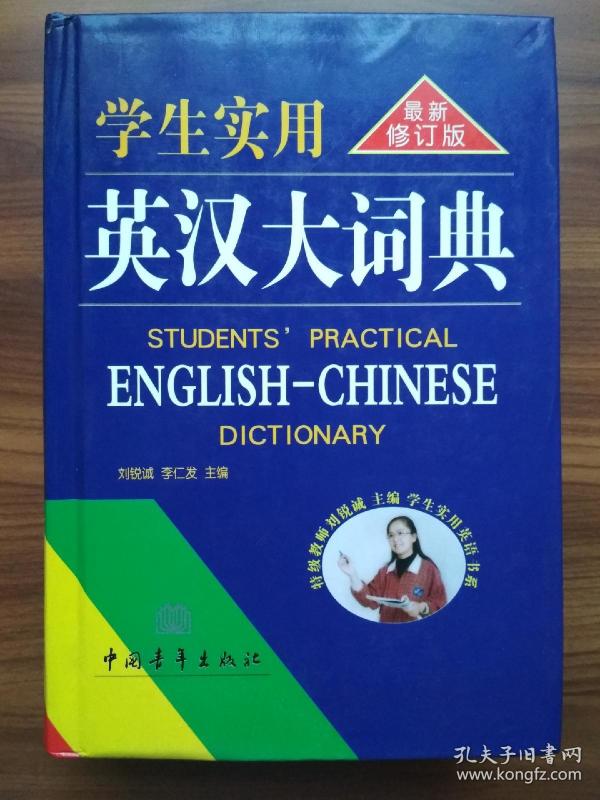 学生实用
最新
修订版
英汉大词典
STUDENTS' PRACTICAL
ENGLISH-CHINESE
DICTIONARY
刘锐诚 李仁发 主编
特级教师刘锐诚 主编 学生实用英语书系
中国青年出版社
孔夫子旧书网
www.kongfz.com